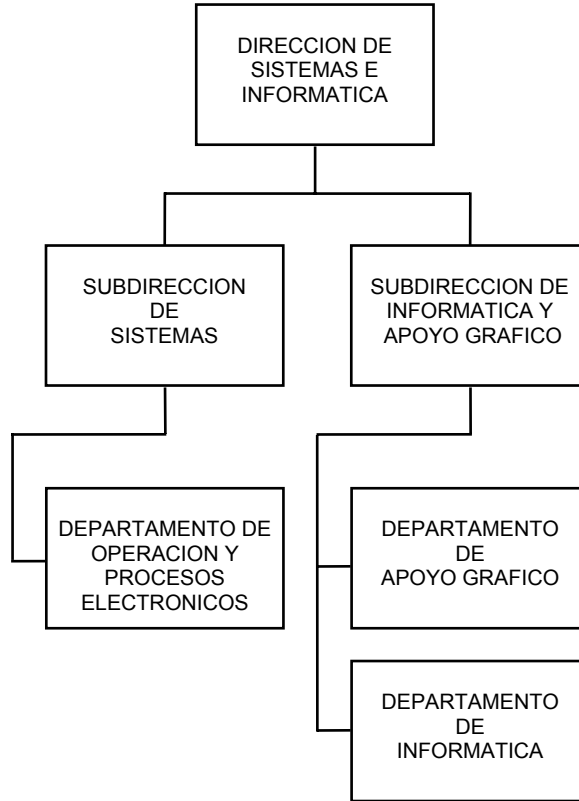 DIRECCION DE
SISTEMAS E
INFORMATICA
SUBDIRECCION
DE
SISTEMAS
SUBDIRECCION DE
INFORMATICA Y
APOYO GRAFICO
DEPARTAMENTO DE
OPERACION Y
PROCESOS
ELECTRONICOS
DEPARTAMENTO
DE
APOYO GRAFICO
DEPARTAMENTO
DE
INFORMATICA